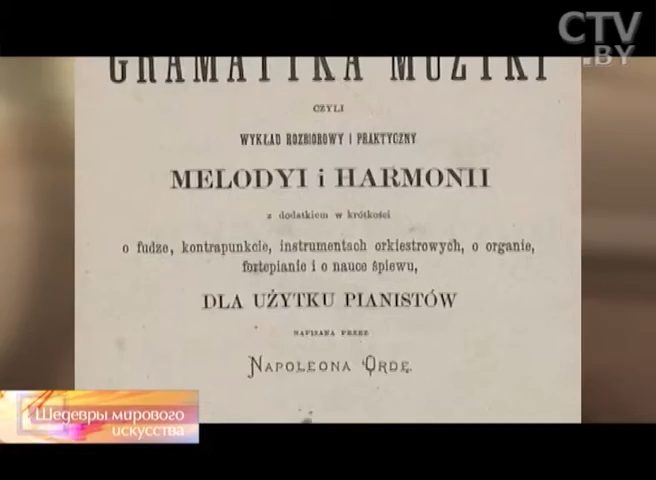 CTV
.BY
GRAMATYKA MUZYKI
CZYLI
WYKŁAD ROZBIOROWY I PRAKTYCZNY
MELODYI i HARMONII
z dodatkiem w krótkości
o fudze, kontrapunkcie, instrumentach orkiestrowych, o organie,
fortepianie i o nauce śpiewu,
DLA UŻYTKU PIANISTÓW
NAPISANA PRZEZ
NAPOLEONA ORDĘ.
Шедевры мирового
искусства